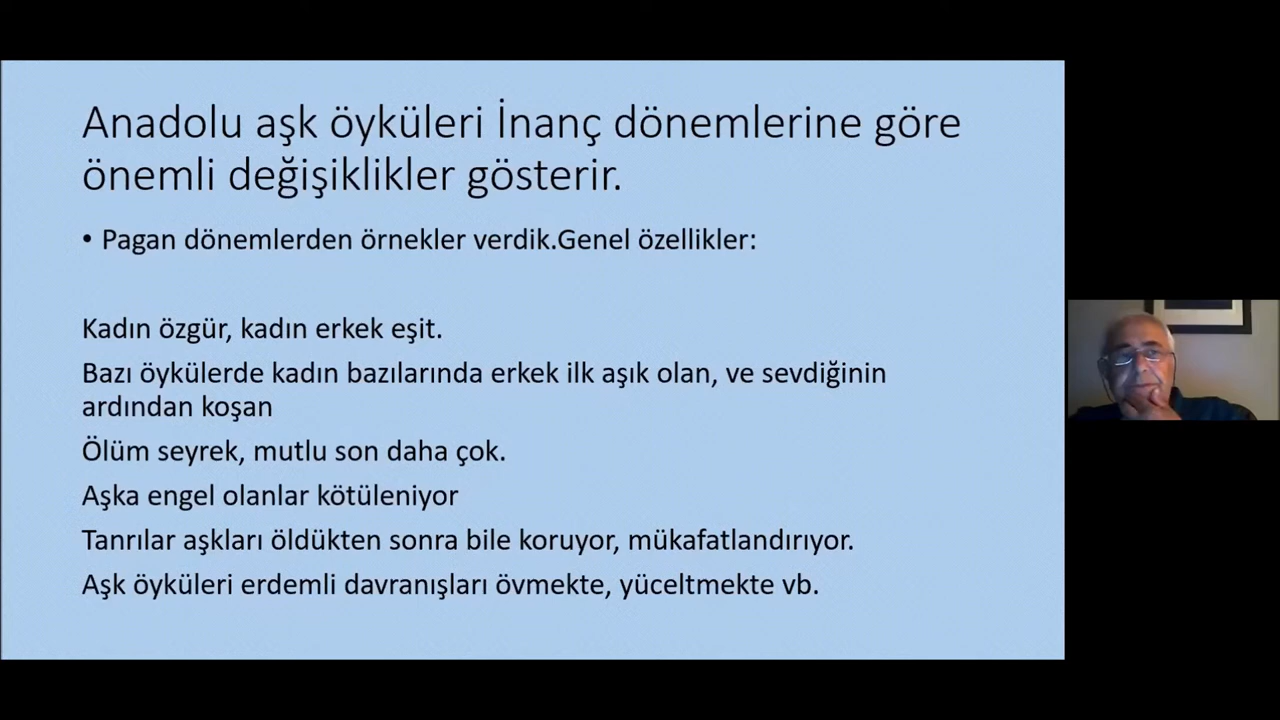 Anadolu aşk öyküleri İnanç dönemlerine göre
önemli değişiklikler gösterir.
• Pagan dönemlerden örnekler verdik.Genel özellikler:
Kadın özgür, kadın erkek eşit.
Bazı öykülerde kadın bazılarında erkek ilk aşık olan, ve sevdiğinin
ardından koşan
Ölüm seyrek, mutlu son daha çok.
Aşka engel olanlar kötüleniyor
Tanrılar aşkları öldükten sonra bile koruyor, mükafatlandırıyor.
Aşk öyküleri erdemli davranışları övmekte, yüceltmekte vb.